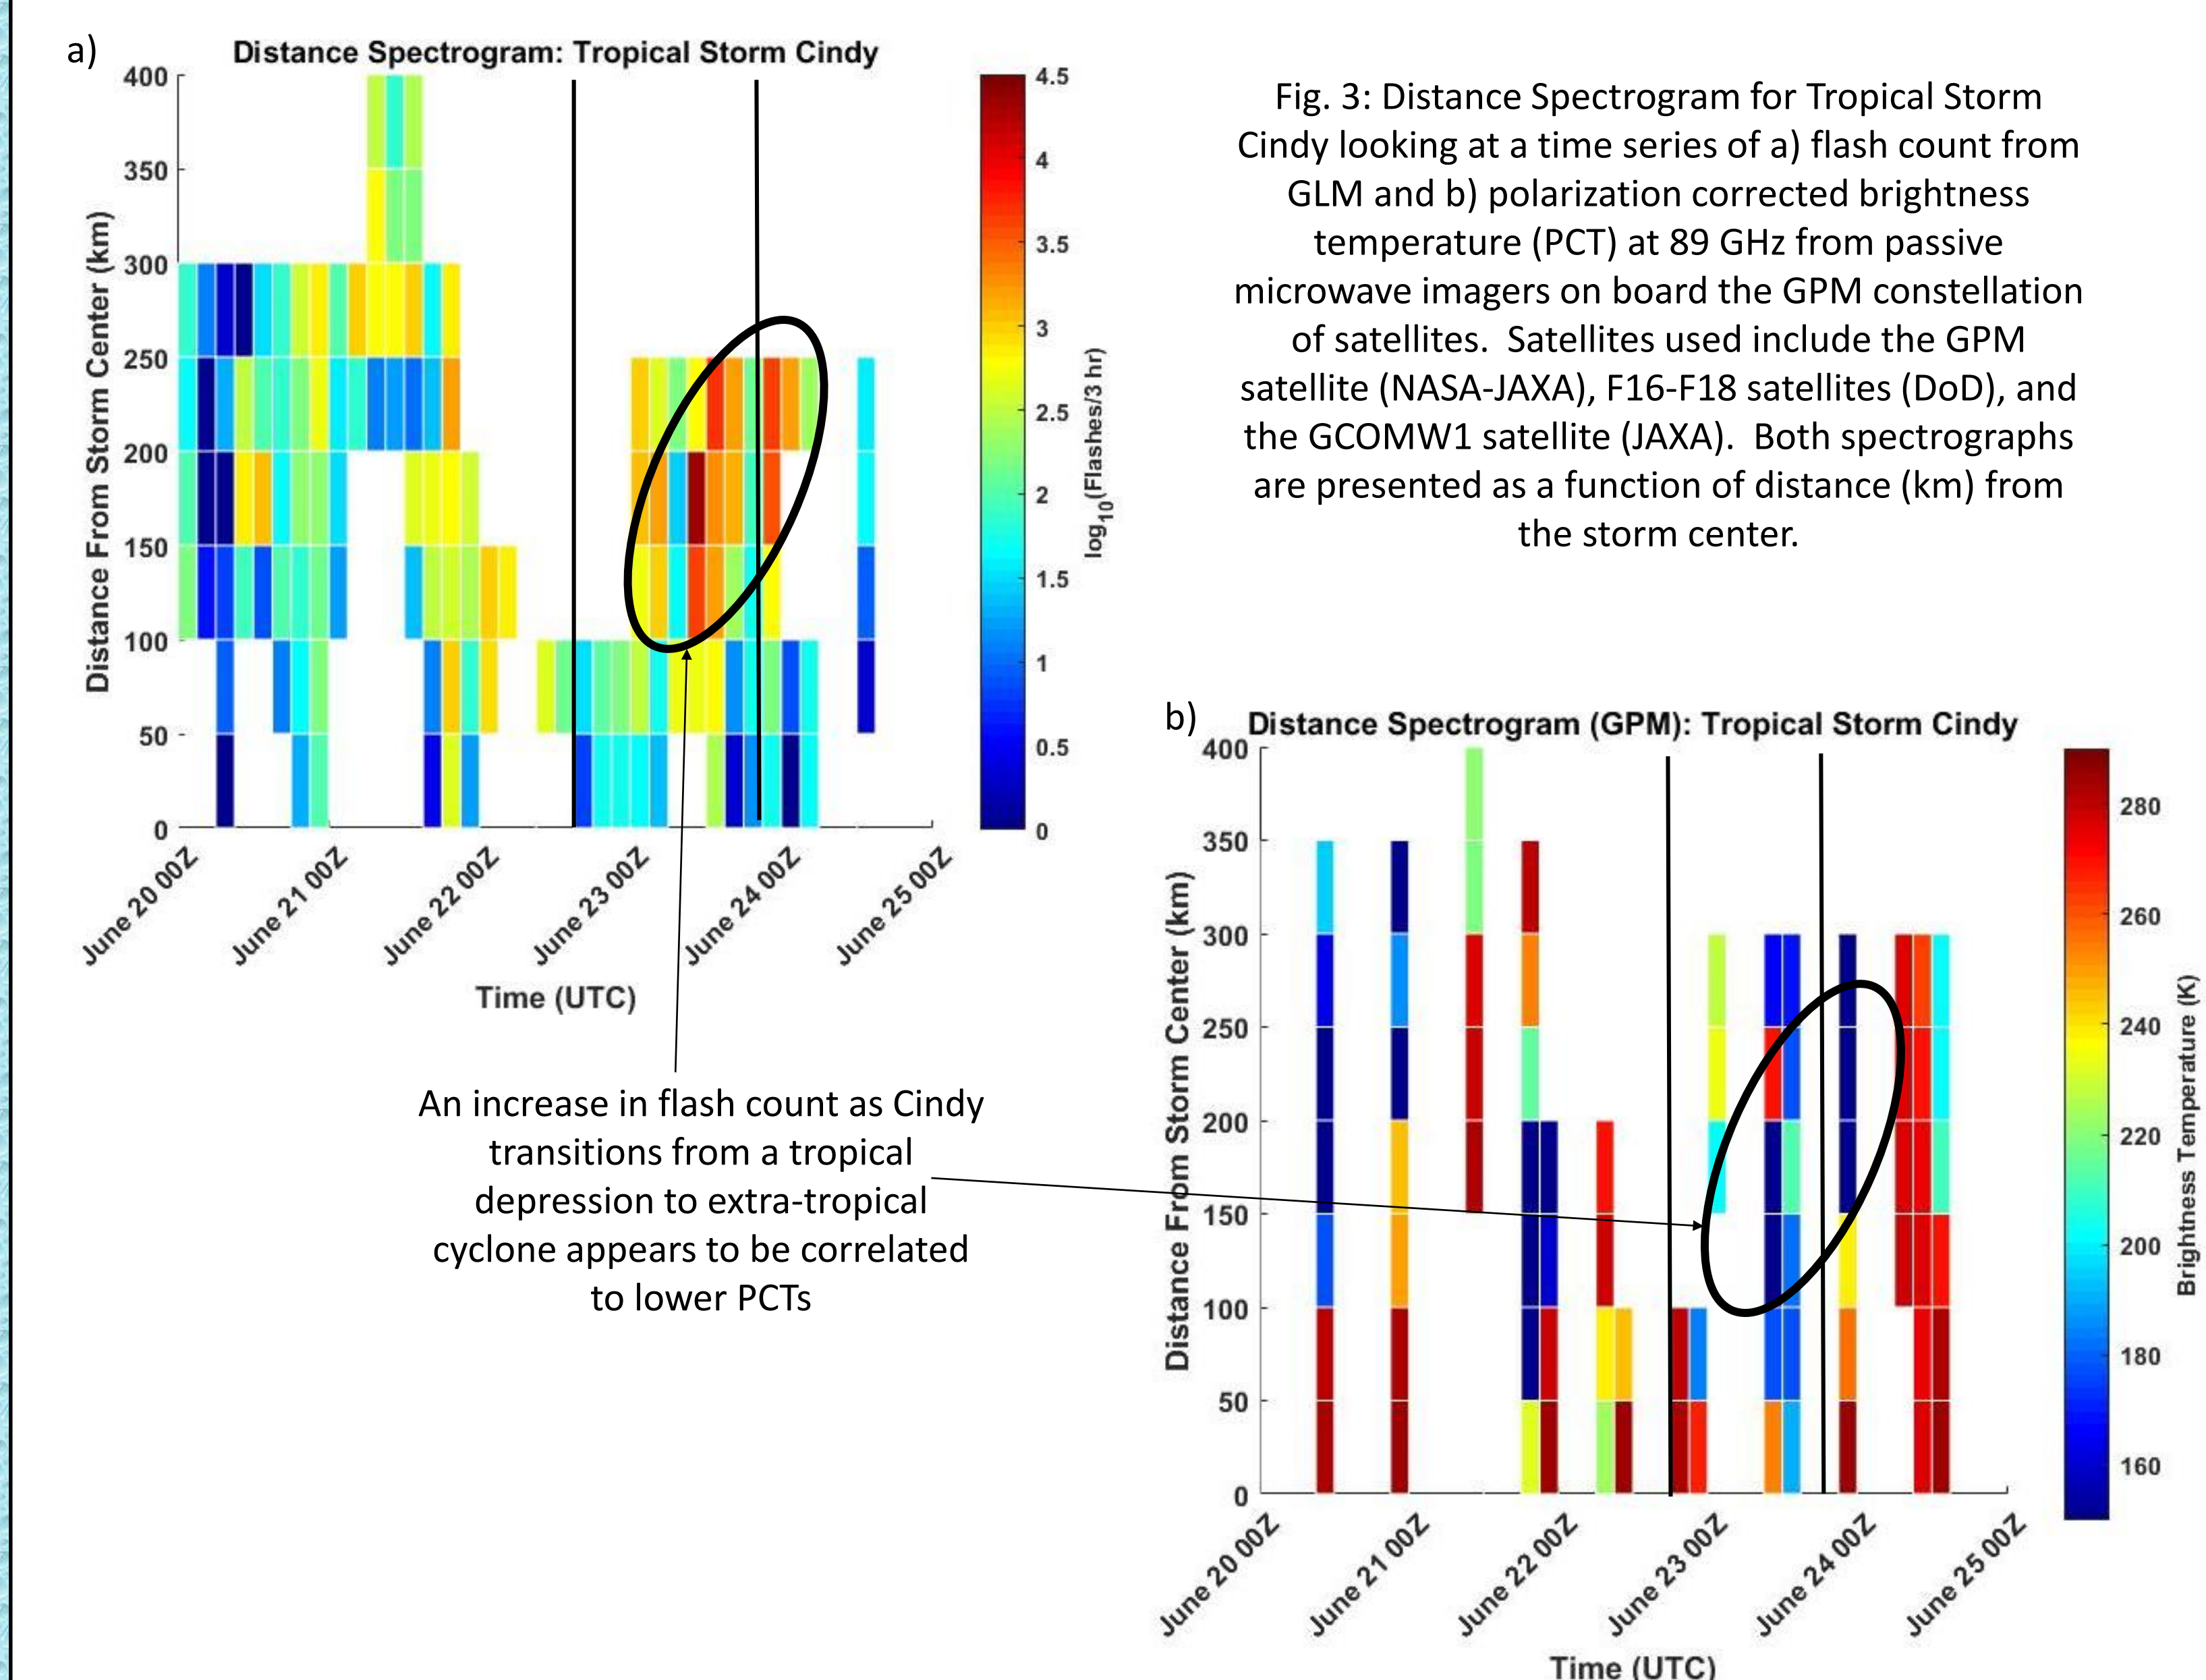 a)
Distance Spectrogram: Tropical Storm Cindy
400
350
300
250
200
150
100
50
0
Distance From Storm Center (km)
June 20 00Z
June 21 00Z
June 22 00Z
June 23 00Z
June 24 00Z
June 25 00Z
Time (UTC)
4.5
4
3.5
3
2.5
2
1.5
1
0.5
0
log10(Flashes/3 hr)
Fig. 3: Distance Spectrogram for Tropical Storm
Cindy looking at a time series of a) flash count from
GLM and b) polarization corrected brightness
temperature (PCT) at 89 GHz from passive
microwave imagers on board the GPM constellation
of satellites. Satellites used include the GPM
satellite (NASA-JAXA), F16-F18 satellites (DoD), and
the GCOMW1 satellite (JAXA). Both spectrographs
are presented as a function of distance (km) from
the storm center.
An increase in flash count as Cindy
transitions from a tropical
depression to extra-tropical
cyclone appears to be correlated
to lower PCTs
b)
Distance Spectrogram (GPM): Tropical Storm Cindy
400
350
300
250
200
150
100
50
0
Distance From Storm Center (km)
June 20 00Z
June 21 00Z
June 22 00Z
June 23 00Z
June 24 00Z
June 25 00Z
Time (UTC)
280
260
240
220
200
180
160
Brightness Temperature (K)